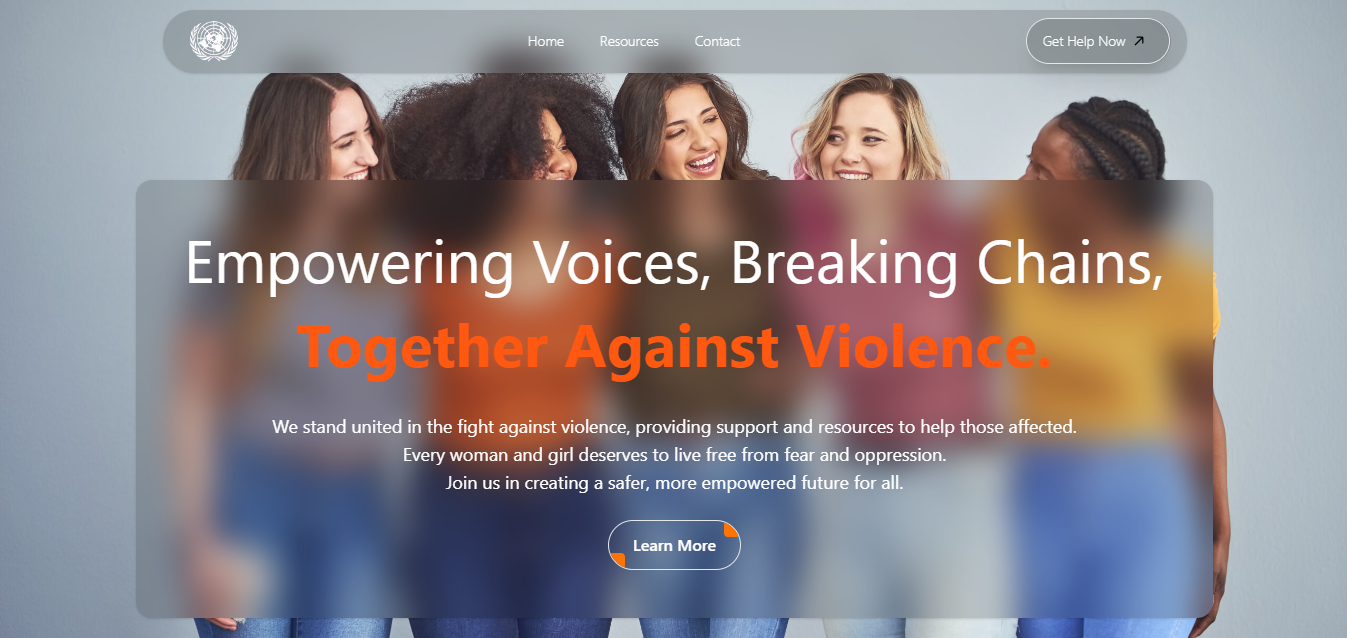 Home
Resources
Contact
Get Help Now
Empowering Voices, Breaking Chains,
Together Against Violence.
We stand united in the fight against violence, providing support and resources to help those affected.
Every woman and girl deserves to live free from fear and oppression.
Join us in creating a safer, more empowered future for all.
Learn More